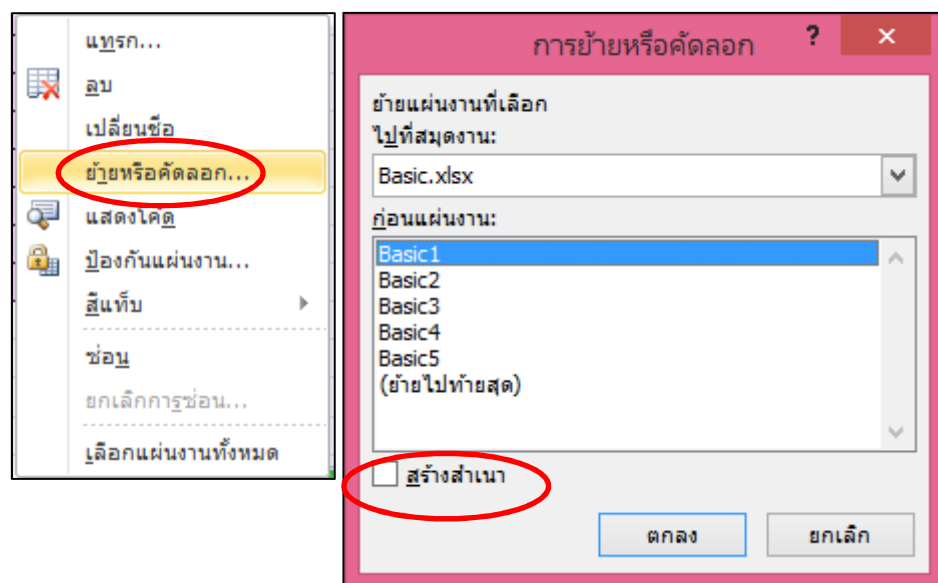 แทรก...
ลบ
เปลี่ยนชื่อ
ย้ายหรือคัดลอก...
แสดงโค้ด
ป้องกันแผ่นงาน...
สีแท็บ
ซ่อน
ยกเลิกการซ่อน...
เลือกแผ่นงานทั้งหมด
การย้ายหรือคัดลอก ? ×
ย้ายแผ่นงานที่เลือก
ไปที่สมุดงาน:
Basic.xlsx
ก่อนแผ่นงาน:
Basic1
Basic2
Basic3
Basic4
Basic5
(ย้ายไปท้ายสุด)
สร้างสำเนา
ตกลง ยกเลิก